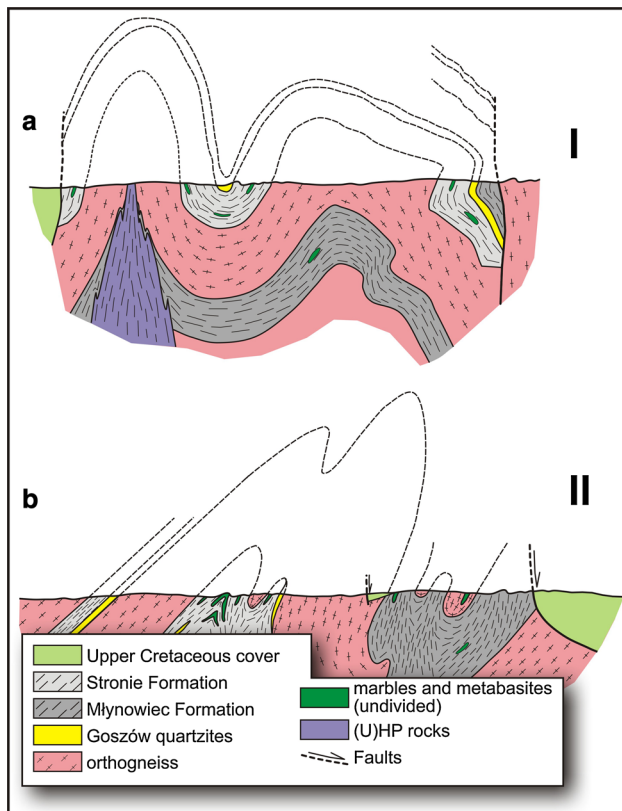 a
I
b
II
Upper Cretaceous cover
Stronie Formation
Młynowiec Formation
Goszów quartzites
orthogneiss
marbles and metabasites
(undivided)
(U)HP rocks
Faults